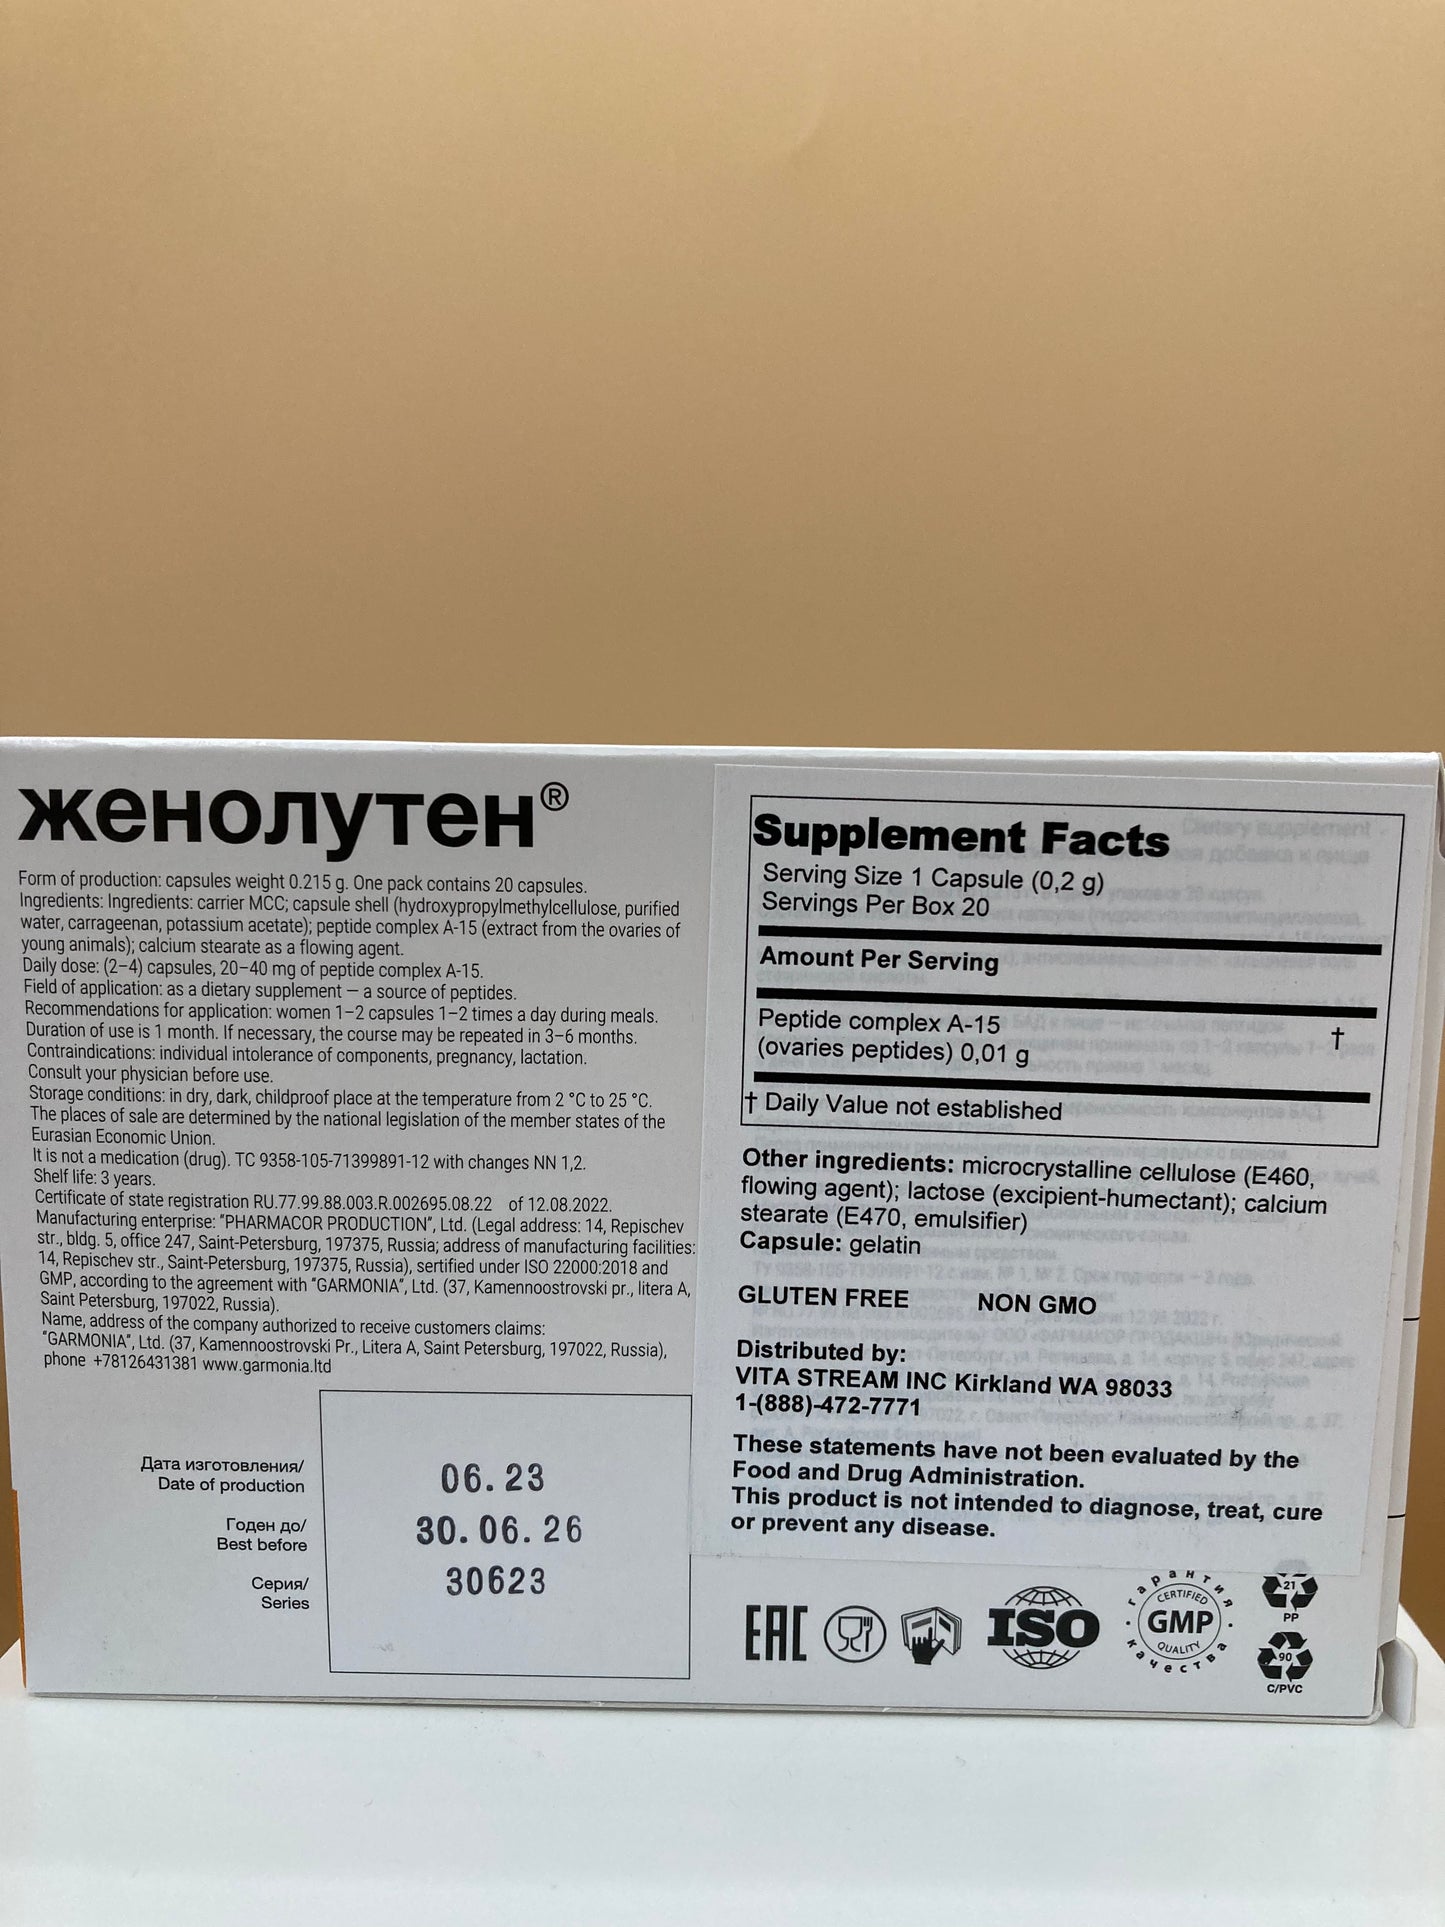 женолутен®
Form of production: capsules weight 0.215 g. One pack contains 20 capsules.
Ingredients: Ingredients: carrier MCC; capsule shell (hydroxypropylmethylcellulose, purified
water, carrageenan, potassium acetate); peptide complex A-15 (extract from the ovaries of
young animals); calcium stearate as a flowing agent.
Daily dose: (2–4) capsules, 20–40 mg of peptide complex A-15.
Field of application: as a dietary supplement — a source of peptides.
Recommendations for application: women 1–2 capsules 1–2 times a day during meals.
Duration of use is 1 month. If necessary, the course may be repeated in 3–6 months.
Contraindications: individual intolerance of components, pregnancy, lactation.
Consult your physician before use.
Storage conditions: in dry, dark, childproof place at the temperature from 2 °C to 25 °C.
The places of sale are determined by the national legislation of the member states of the
Eurasian Economic Union.
It is not a medication (drug). TC 9358-105-71399891-12 with changes NN 1,2.
Shelf life: 3 years.
Certificate of state registration RU.77.99.88.003.R.002695.08.22 of 12.08.2022.
Manufacturing enterprise: "PHARMACOR PRODUCTION", Ltd. (Legal address: 14, Repischev
str., bldg. 5, office 247, Saint-Petersburg, 197375, Russia; address of manufacturing facilities:
14, Repischev str., Saint-Petersburg, 197375, Russia), sertified under ISO 22000:2018 and
GMP, according to the agreement with "GARMONIA", Ltd. (37, Kamennoostrovski pr., litera A,
Saint Petersburg, 197022, Russia).
Name, address of the company authorized to receive customers claims:
"GARMONIA", Ltd. (37, Kamennoostrovski Pr., Litera A, Saint Petersburg, 197022, Russia),
phone +78126431381 www.garmonia.ltd
Дата изготовления/
Date of production
06. 23
Годен до/
Best before
30. 06. 26
Серия/
Series
30623
Supplement Facts
Serving Size 1 Capsule (0,2 g)
Servings Per Box 20
Amount Per Serving
Peptide complex A-15 †
(ovaries peptides) 0,01 g
† Daily Value not established
Other ingredients: microcrystalline cellulose (E460,
flowing agent); lactose (excipient-humectant); calcium
stearate (E470, emulsifier)
Capsule: gelatin
GLUTEN FREE NON GMO
Distributed by:
VITA STREAM INC Kirkland WA 98033
1-(888)-472-7771
These statements have not been evaluated by the
Food and Drug Administration.
This product is not intended to diagnose, treat, cure
or prevent any disease.
EAC
ISO
гарантия
CERTIFIED
GMP
QUALITY
качества
21
PP
90
C/PVC